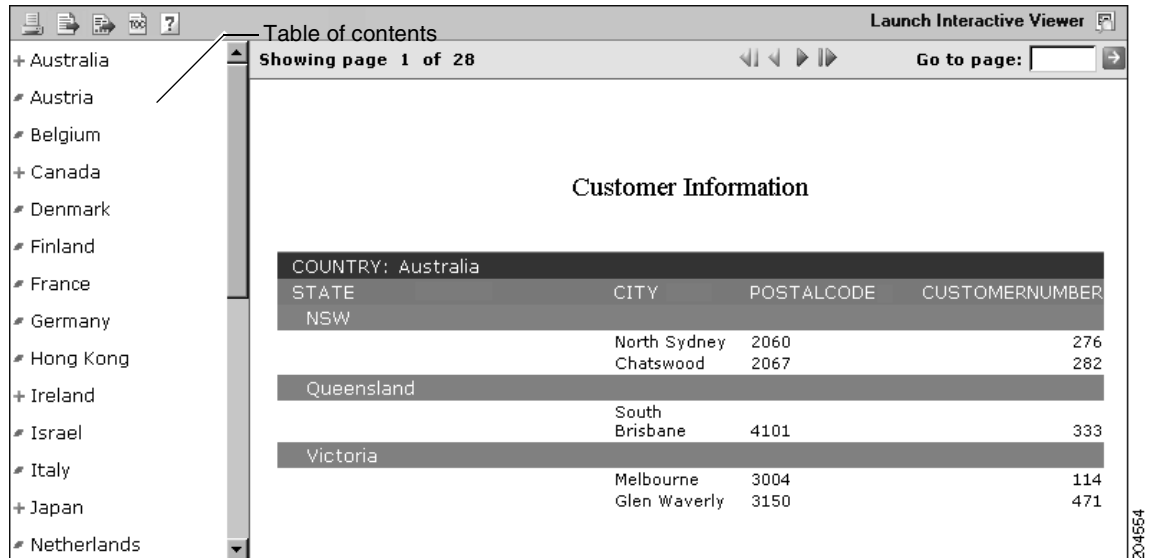 TOC ?
Launch Interactive Viewer
Table of contents
+ Australia
Austria
Belgium
+ Canada
Denmark
Finland
France
Germany
Hong Kong
+ Ireland
Israel
Italy
+ Japan
Netherlands
Showing page 1 of 28
Go to page:
Customer Information
COUNTRY: Australia
STATE CITY POSTALCODE CUSTOMERNUMBER
NSW
North Sydney 2060 276
Chatswood 2067 282
Queensland
South
Brisbane 4101 333
Victoria
Melbourne 3004 114
Glen Waverly 3150 471
204554